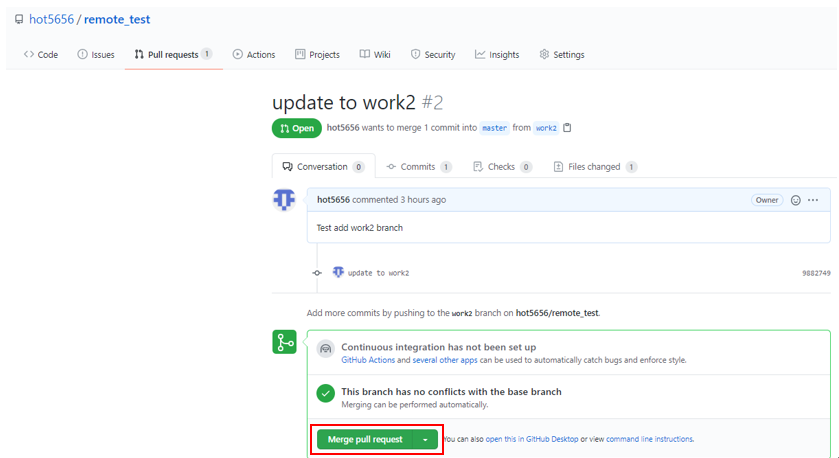 hot5656 / remote_test
Code Issues Pull requests 1 Actions Projects Wiki Security Insights Settings
update to work2 #2
Open hot5656 wants to merge 1 commit into master from work2
Conversation 0 Commits 1 Checks 0 Files changed 1
hot5656 commented 3 hours ago Owner ...
Test add work2 branch
update to work2 9882749
Add more commits by pushing to the work2 branch on hot5656/remote_test.
Continuous integration has not been set up
GitHub Actions and several other apps can be used to automatically catch bugs and enforce style.
This branch has no conflicts with the base branch
Merging can be performed automatically.
Merge pull request You can also open this in GitHub Desktop or view command line instructions.